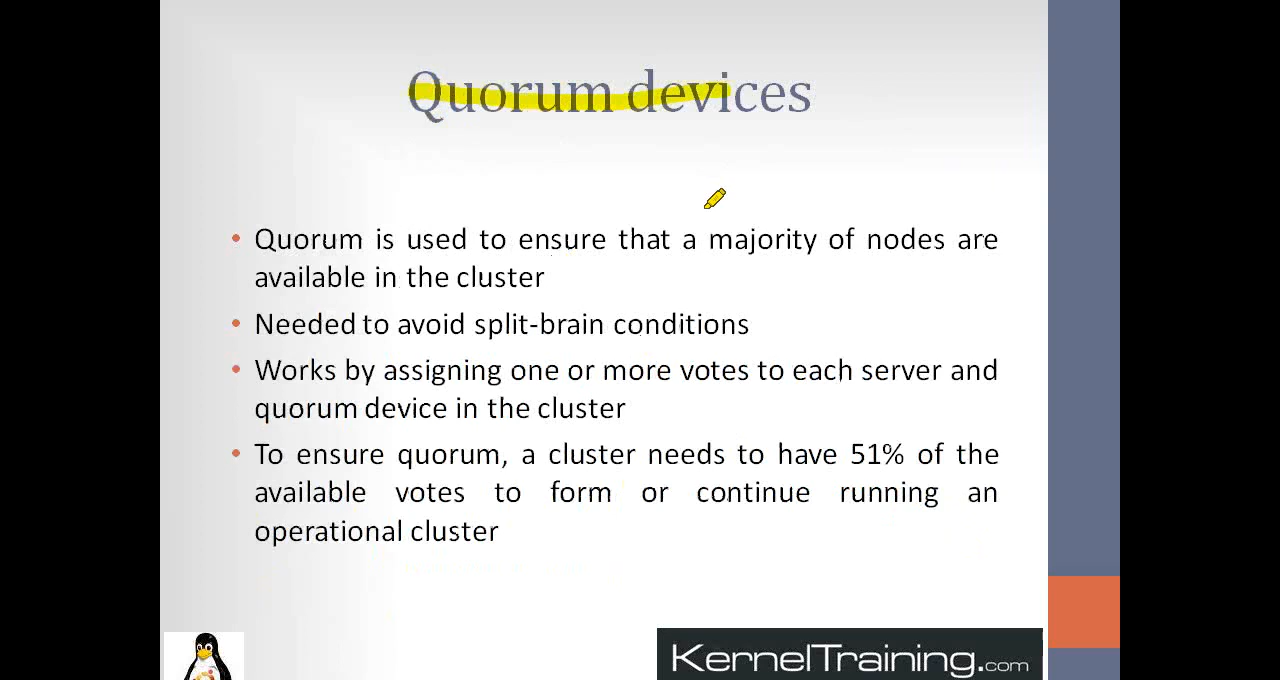 Quorum devices
• Quorum is used to ensure that a majority of nodes are
available in the cluster
• Needed to avoid split-brain conditions
• Works by assigning one or more votes to each server and
quorum device in the cluster
• To ensure quorum, a cluster needs to have 51% of the
available votes to form or continue running an
operational cluster
KernelTraining.com